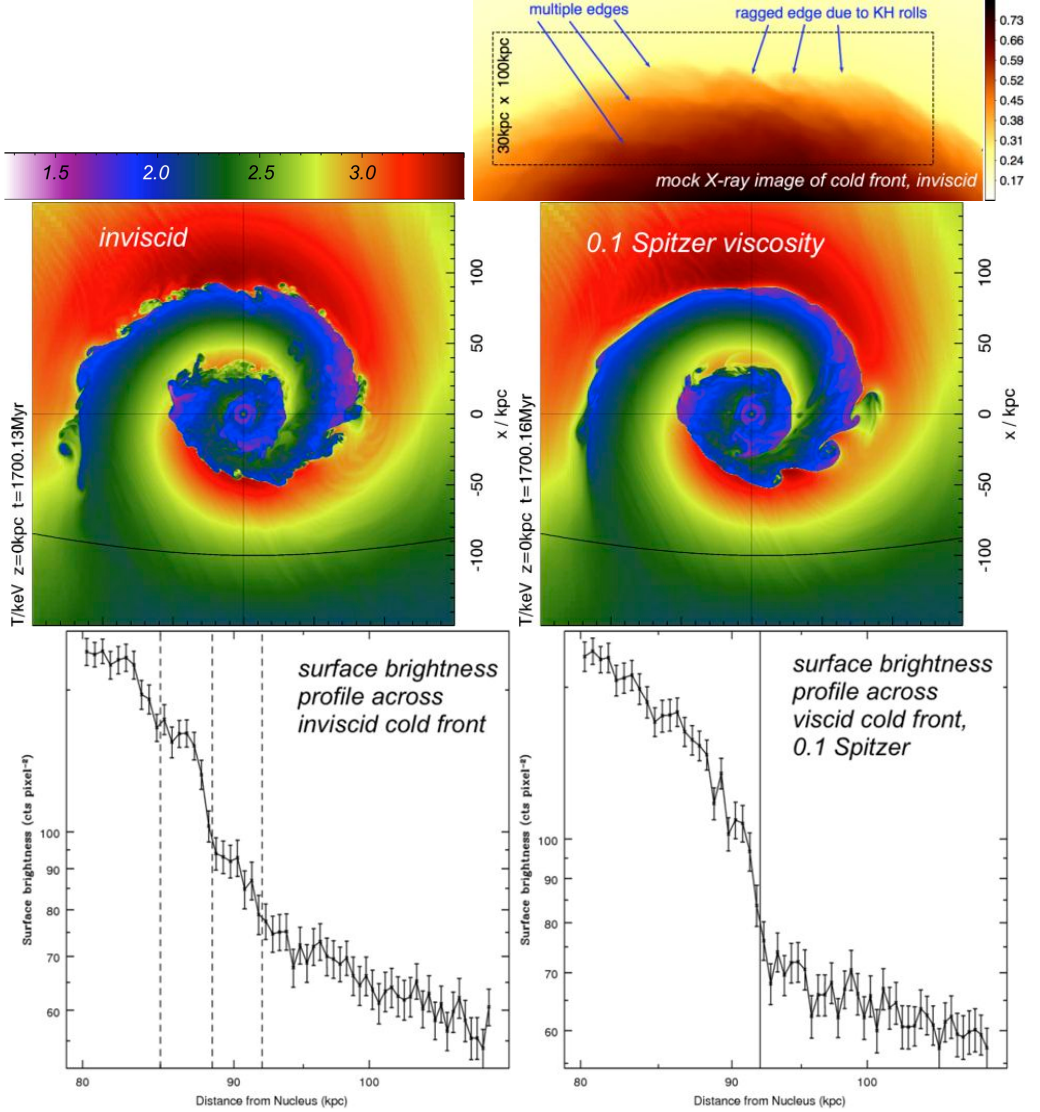 multiple edges
ragged edge due to KH rolls
30kpc x 100kpc
mock X-ray image of cold front, inviscid
0.73
0.66
0.59
0.52
0.45
0.38
0.31
0.24
0.17
1.5 2.0 2.5 3.0
inviscid
T/keV z=0kpc t=1700.13Myr
100
50
0
-50
-100
x / kpc
0.1 Spitzer viscosity
T/keV z=0kpc t=1700.16Myr
100
50
0
-50
-100
x / kpc
surface brightness
profile across
inviscid cold front
Surface brightness (cts pixel⁻²)
100
90
80
70
60
80 90 100
Distance from Nucleus (kpc)
surface brightness
profile across
viscid cold front,
0.1 Spitzer
Surface brightness (cts pixel⁻²)
100
90
80
70
60
80 90 100
Distance from Nucleus (kpc)